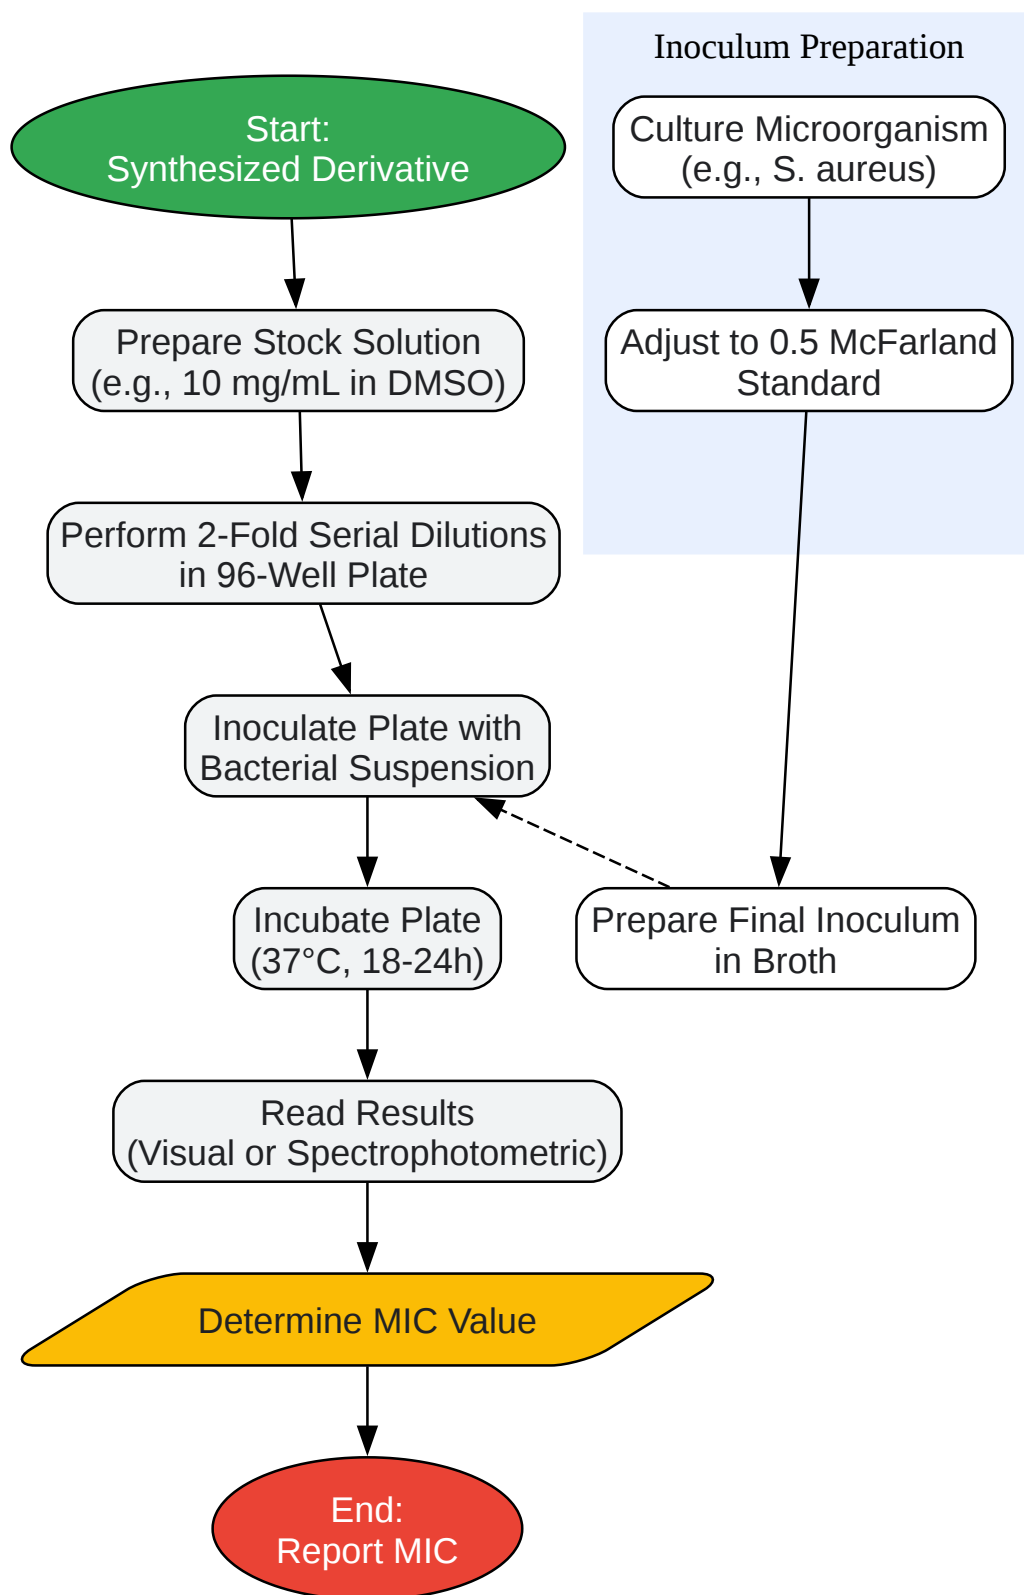 Inoculum Preparation
Start:
Synthesized Derivative
Culture Microorganism
(e.g., S. aureus)
Prepare Stock Solution
(e.g., 10 mg/mL in DMSO)
Adjust to 0.5 McFarland
Standard
Perform 2-Fold Serial Dilutions
in 96-Well Plate
Inoculate Plate with
Bacterial Suspension
Incubate Plate
(37°C, 18-24h)
Prepare Final Inoculum
in Broth
Read Results
(Visual or Spectrophotometric)
Determine MIC Value
End:
Report MIC